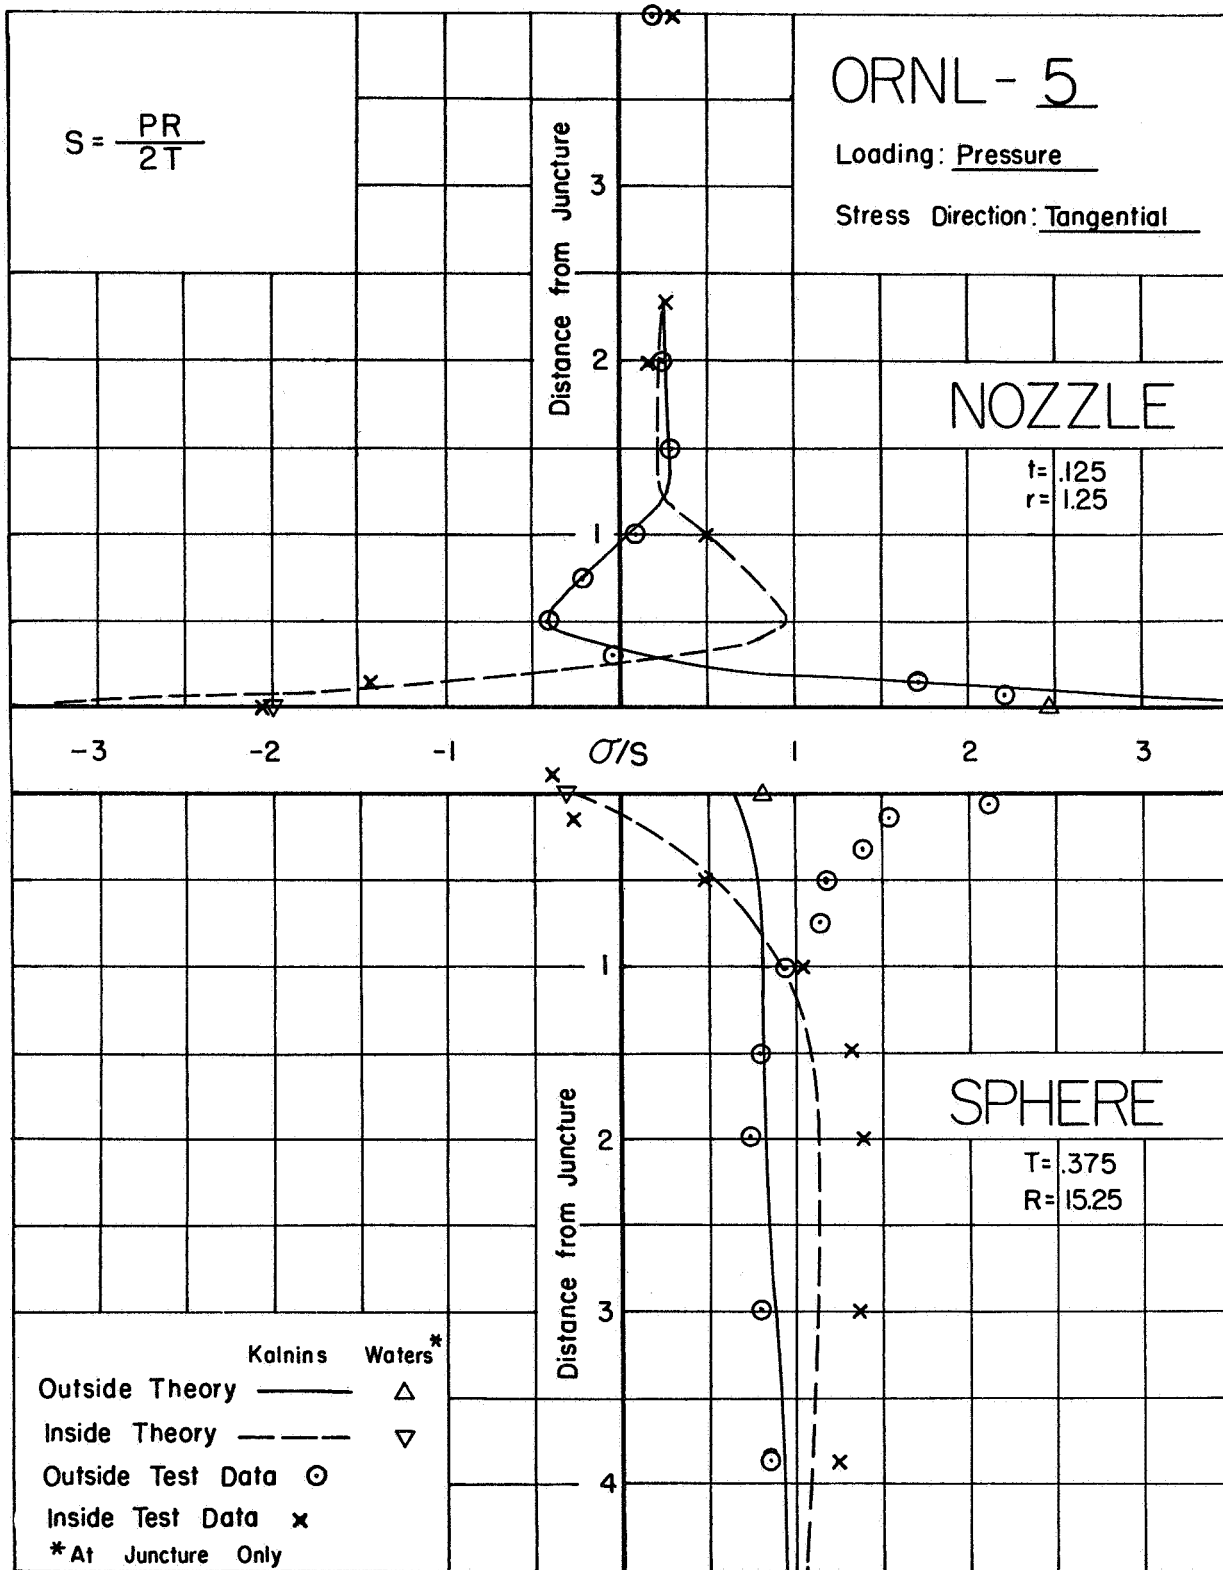 S = PR / 2T
ORNL - 5
Loading: Pressure
Stress Direction: Tangential
Distance from Juncture
3
2
1
NOZZLE
t= .125
r= 1.25
-3 -2 -1 σ/S 1 2 3
1
2
3
4
Distance from Juncture
SPHERE
T= .375
R= 15.25
Kalnins Waters*
Outside Theory
Inside Theory
Outside Test Data
Inside Test Data
*At Juncture Only